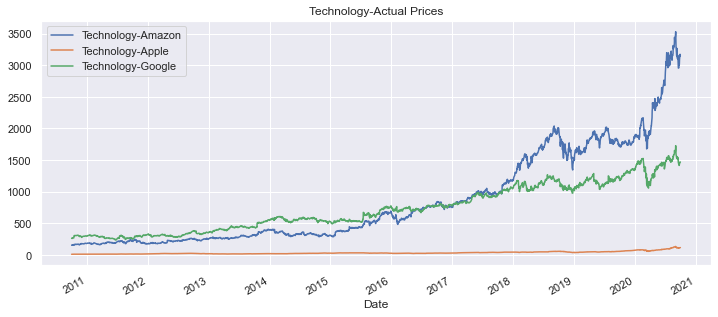 Technology-Actual Prices
Technology-Amazon
Technology-Apple
Technology-Google
3500
3000
2500
2000
1500
1000
500
0
2011 2012 2013 2014 2015 2016 2017 2018 2019 2020 2021
Date